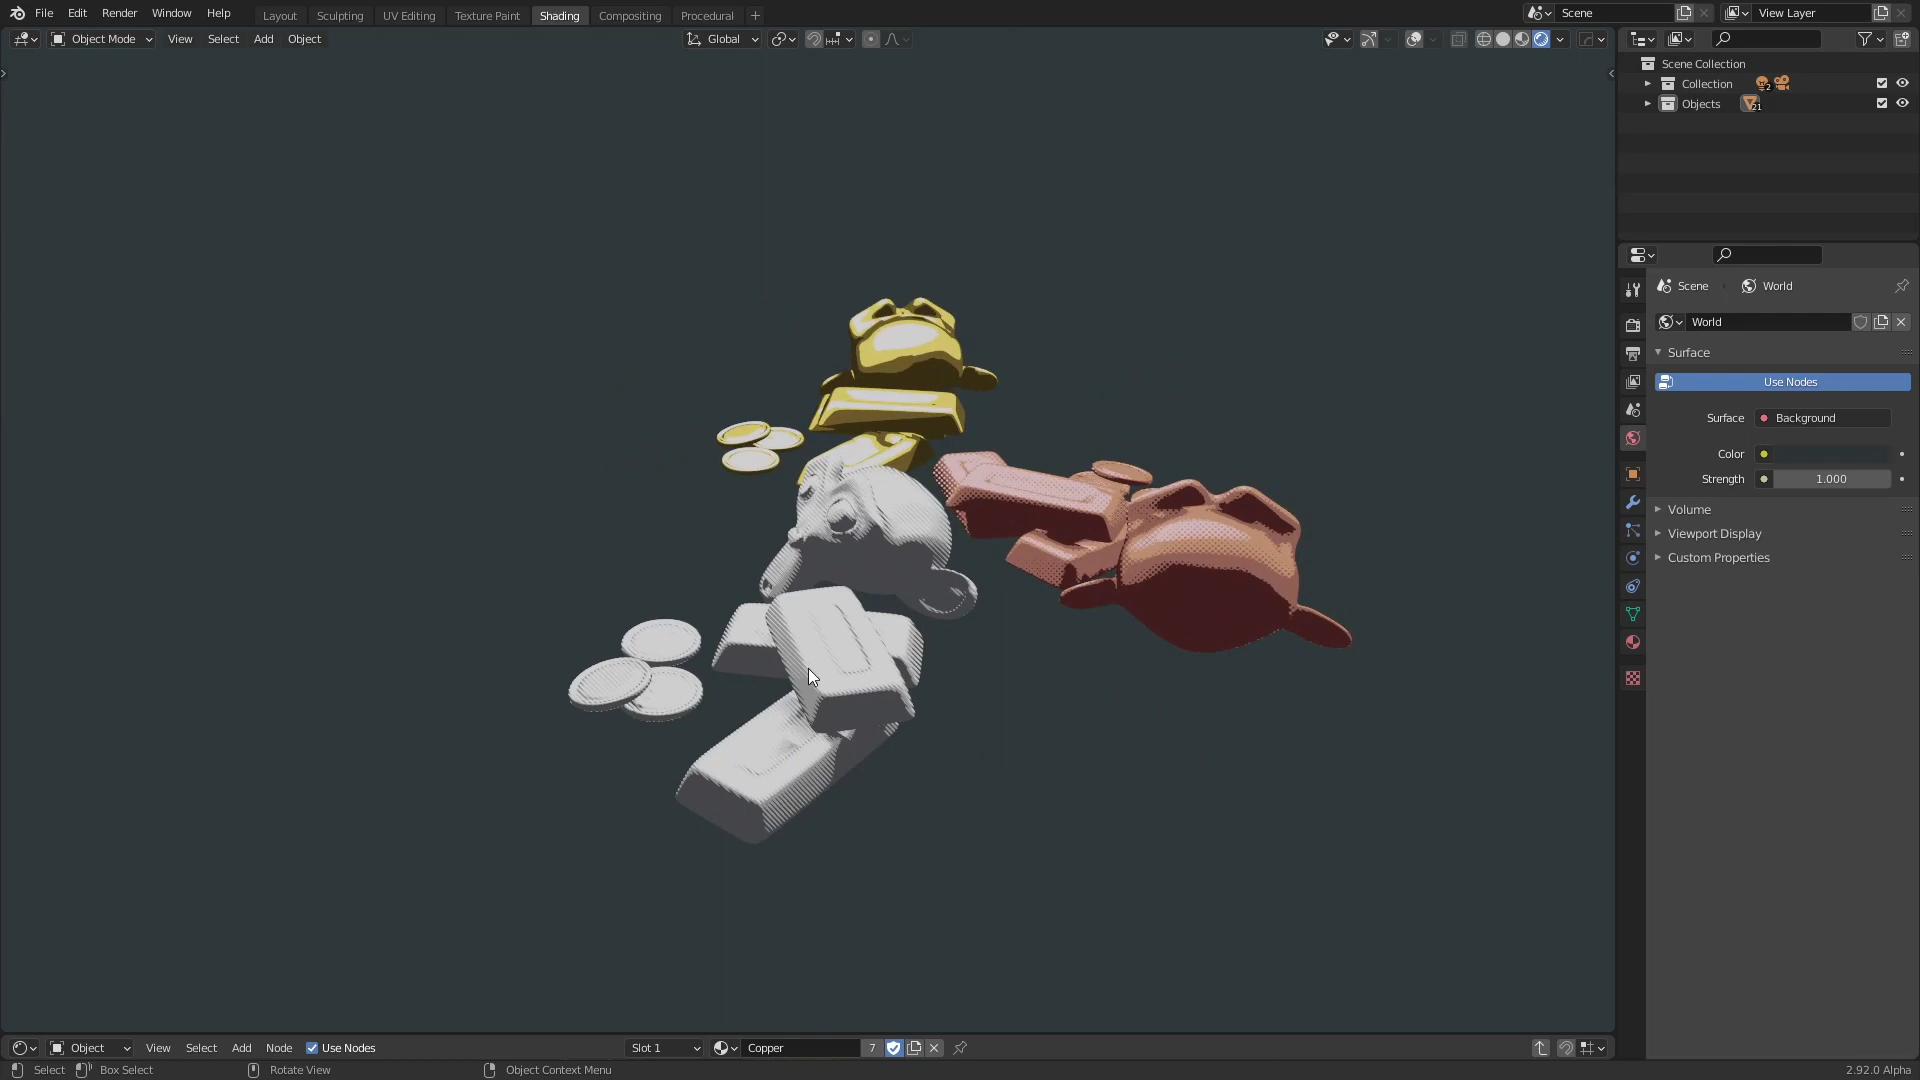 File Edit Render Window Help Layout Sculpting UV Editing Texture Paint Shading Compositing Procedural + Scene View Layer
Object Mode View Select Add Object Global
Scene Collection
Collection 2
Objects 21
Scene World
World
Surface
Use Nodes
Surface Background
Color
Strength 1.000
Volume
Viewport Display
Custom Properties
Object View Select Add Node Use Nodes Slot 1 Copper 7
Select Box Select Rotate View Object Context Menu 2.92.0 Alpha